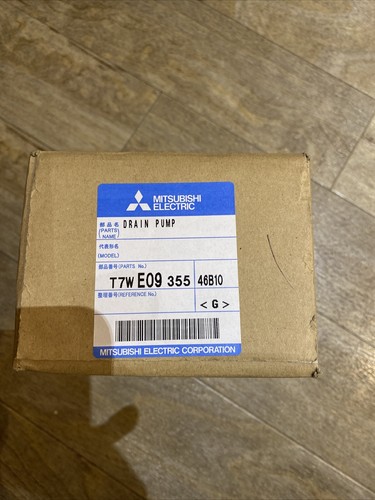 MITSUBISHI
ELECTRIC
部品名 DRAIN PUMP
(PARTS NAME)
代表形名
(MODEL)
部品番号(PARTS No.)
T7W E09 355 46B10
整理番号(REFERENCE No.)
<G>
MITSUBISHI ELECTRIC CORPORATION